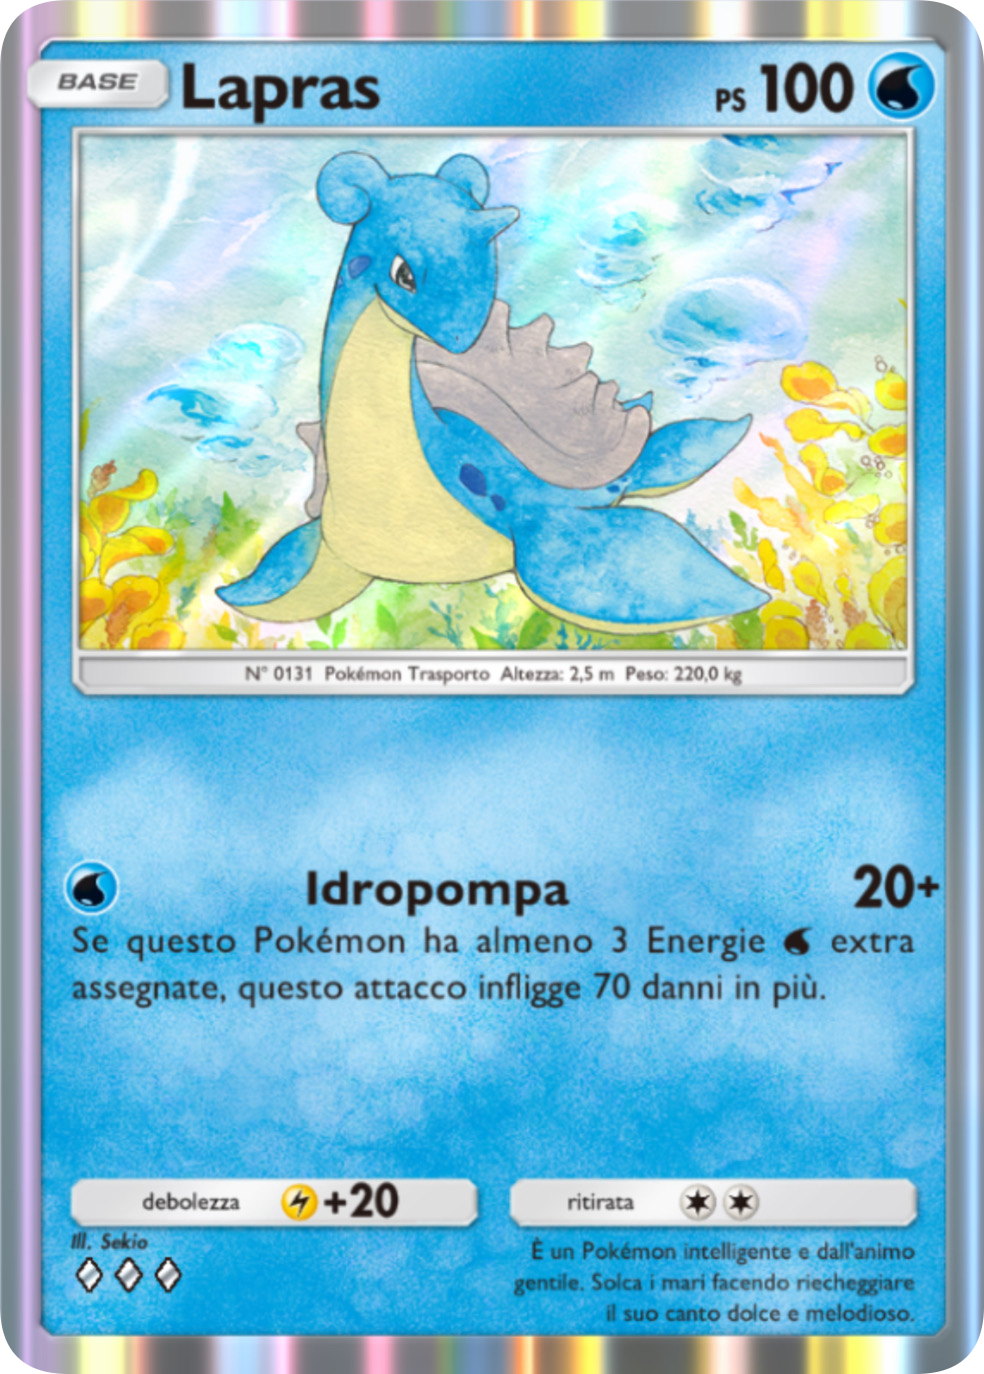 BASE Lapras PS 100
N° 0131 Pokémon Trasporto Altezza: 2,5 m Peso: 220,0 kg
Idropompa 20+
Se questo Pokémon ha almeno 3 Energie extra
assegnate, questo attacco infligge 70 danni in più.
debolezza +20 ritirata
Ill. Sekio
È un Pokémon intelligente e dall'animo
gentile. Solca i mari facendo riecheggiare
il suo canto dolce e melodioso.